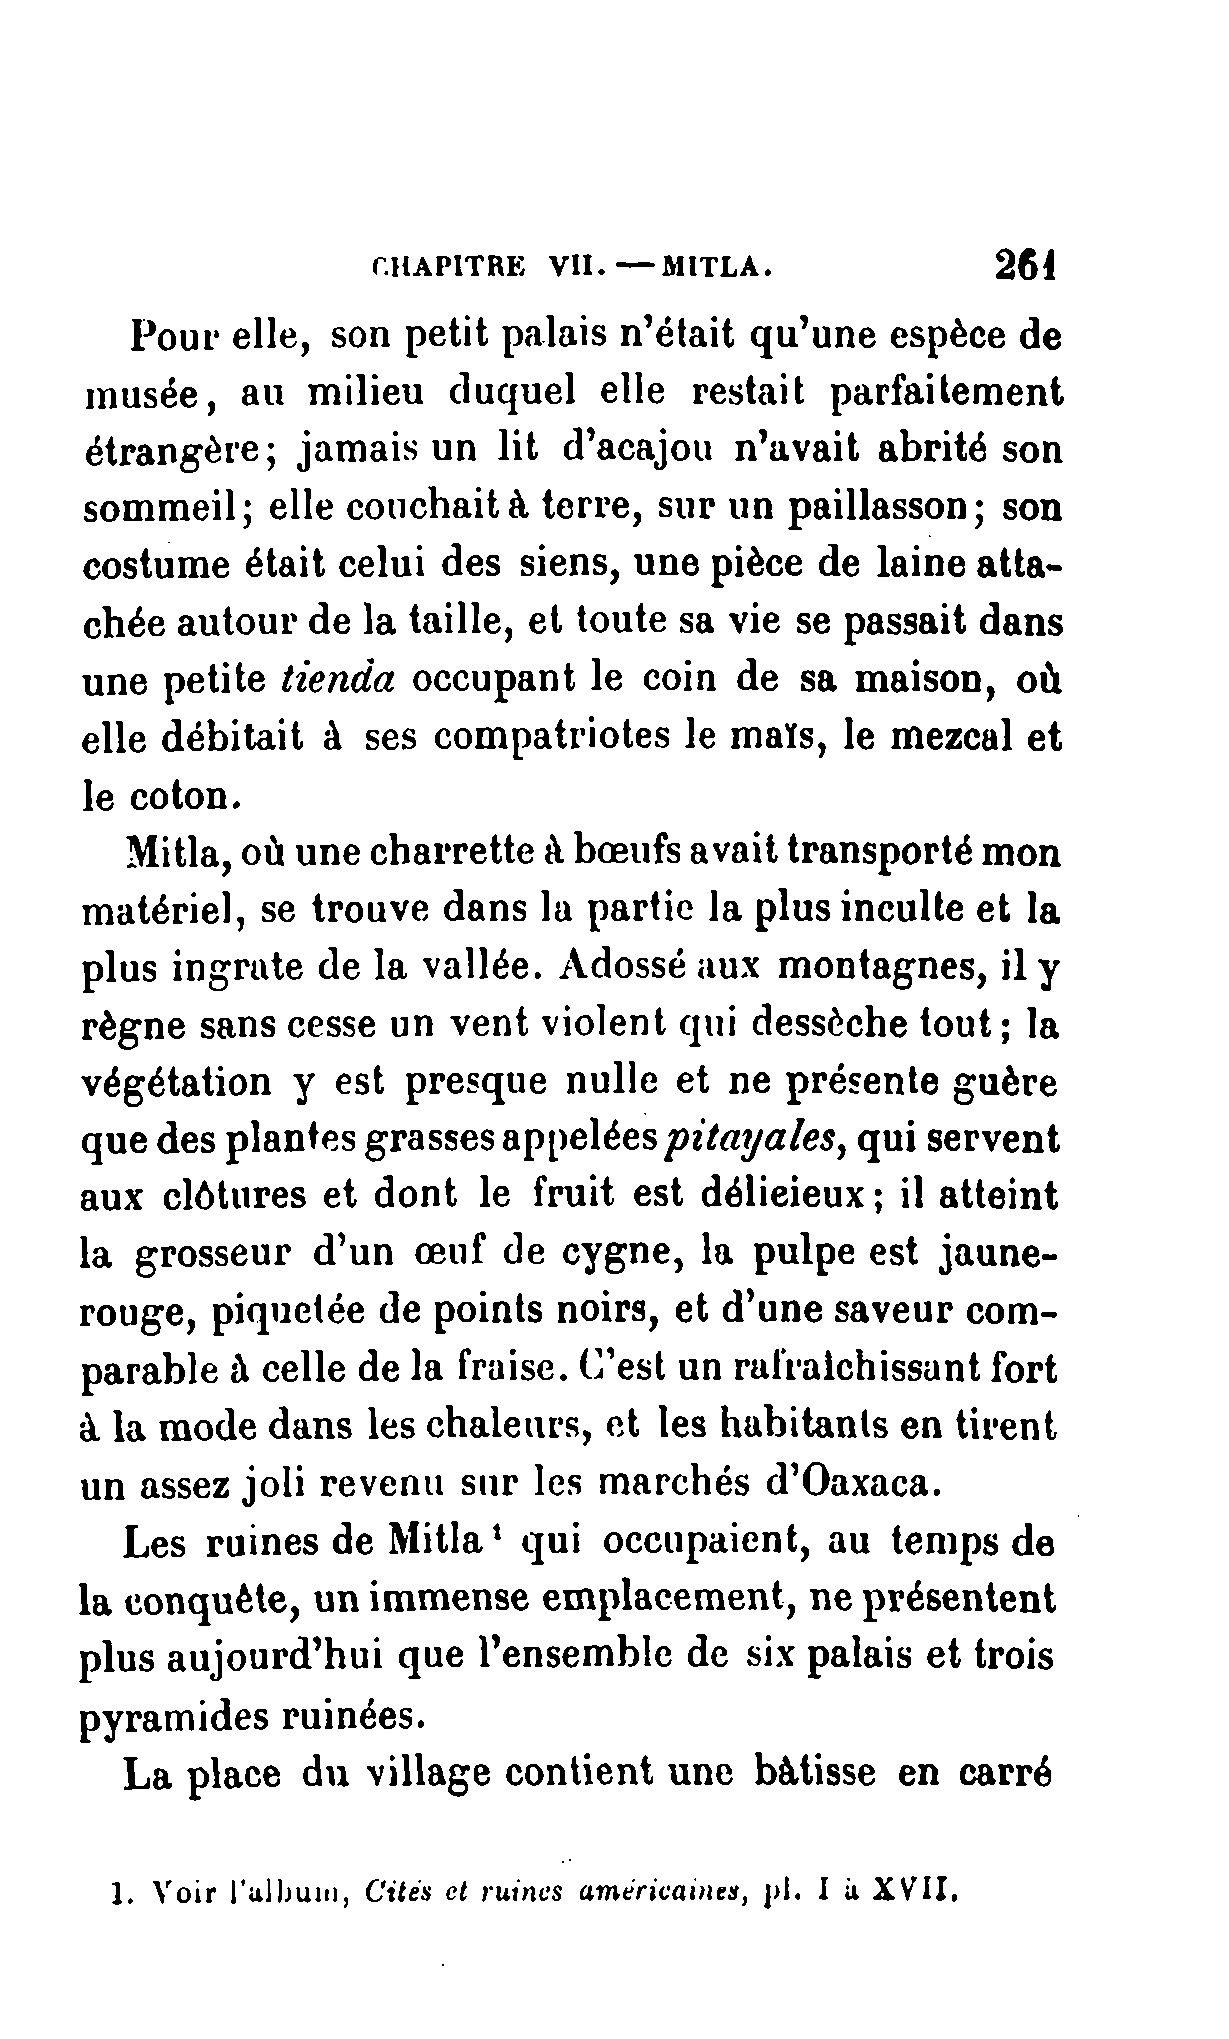 CHAPITRE VII. — MITLA. 261
Pour elle, son petit palais n'était qu'une espèce de
musée, au milieu duquel elle restait parfaitement
étrangère; jamais un lit d'acajou n'avait abrité son
sommeil; elle couchait à terre, sur un paillasson; son
costume était celui des siens, une pièce de laine atta-
chée autour de la taille, et toute sa vie se passait dans
une petite tienda occupant le coin de sa maison, où
elle débitait à ses compatriotes le maïs, le mezcal et
le coton.
Mitla, où une charrette à bœufs avait transporté mon
matériel, se trouve dans la partie la plus inculte et la
plus ingrate de la vallée. Adossé aux montagnes, il y
règne sans cesse un vent violent qui dessèche tout; la
végétation y est presque nulle et ne présente guère
que des plantes grasses appelées pitayales, qui servent
aux clôtures et dont le fruit est délicieux; il atteint
la grosseur d'un œuf de cygne, la pulpe est jaune-
rouge, piquetée de points noirs, et d'une saveur com-
parable à celle de la fraise. C'est un rafraîchissant fort
à la mode dans les chaleurs, et les habitants en tirent
un assez joli revenu sur les marchés d'Oaxaca.
Les ruines de Mitla¹ qui occupaient, au temps de
la conquête, un immense emplacement, ne présentent
plus aujourd'hui que l'ensemble de six palais et trois
pyramides ruinées.
La place du village contient une bâtisse en carré
1. Voir l'album, Cités et ruines américaines, pl. I à XVII.